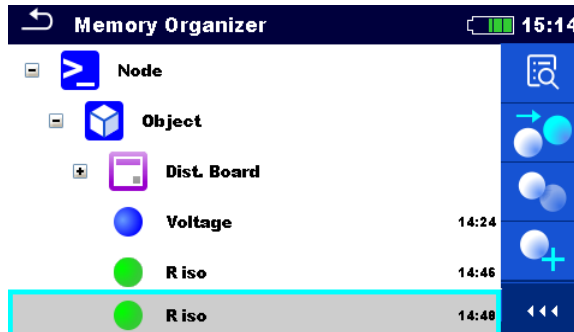 Memory Organizer 15:14
Node
Object
Dist. Board
Voltage 14:24
R iso 14:46
R iso 14:48